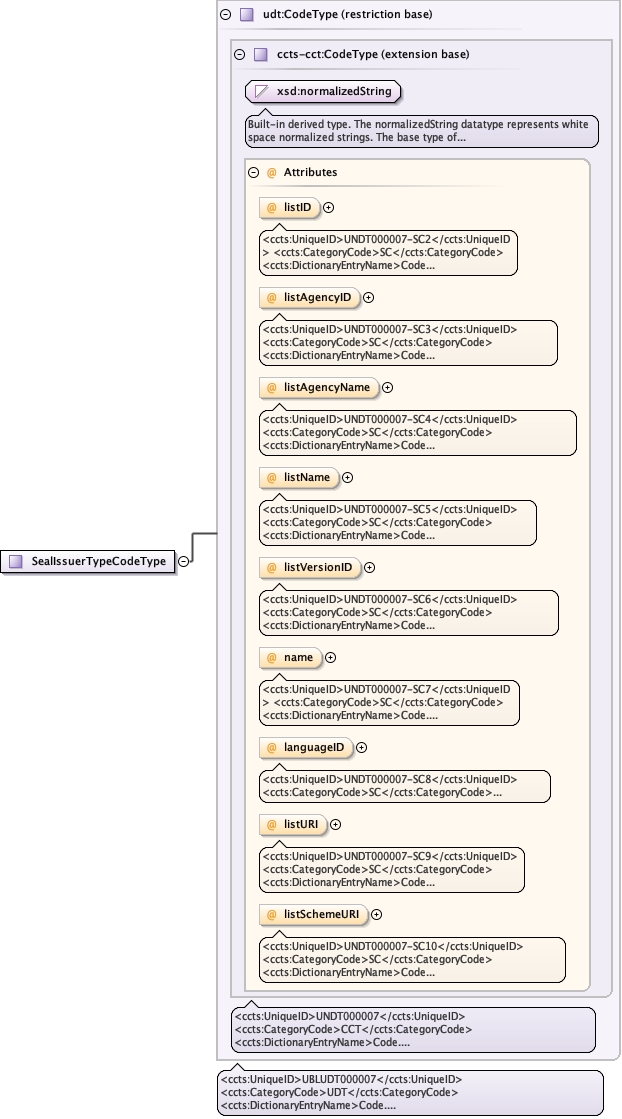 udt:CodeType (restriction base)
ccts-cct:CodeType (extension base)
xsd:normalizedString
Built-in derived type. The normalizedString datatype represents white
space normalized strings. The base type of...
@ Attributes
@ listID
<ccts:UniqueID>UNDT000007-SC2</ccts:UniqueID
> <ccts:CategoryCode>SC</ccts:CategoryCode>
<ccts:DictionaryEntryName>Code...
@ listAgencyID
<ccts:UniqueID>UNDT000007-SC3</ccts:UniqueID>
<ccts:CategoryCode>SC</ccts:CategoryCode>
<ccts:DictionaryEntryName>Code...
@ listAgencyName
<ccts:UniqueID>UNDT000007-SC4</ccts:UniqueID>
<ccts:CategoryCode>SC</ccts:CategoryCode>
<ccts:DictionaryEntryName>Code...
@ listName
<ccts:UniqueID>UNDT000007-SC5</ccts:UniqueID>
<ccts:CategoryCode>SC</ccts:CategoryCode>
<ccts:DictionaryEntryName>Code...
SealIssuerTypeCodeType
@ listVersionID
<ccts:UniqueID>UNDT000007-SC6</ccts:UniqueID>
<ccts:CategoryCode>SC</ccts:CategoryCode>
<ccts:DictionaryEntryName>Code...
@ name
<ccts:UniqueID>UNDT000007-SC7</ccts:UniqueID
> <ccts:CategoryCode>SC</ccts:CategoryCode>
<ccts:DictionaryEntryName>Code....
@ languageID
<ccts:UniqueID>UNDT000007-SC8</ccts:UniqueID>
<ccts:CategoryCode>SC</ccts:CategoryCode>...
@ listURI
<ccts:UniqueID>UNDT000007-SC9</ccts:UniqueID>
<ccts:CategoryCode>SC</ccts:CategoryCode>
<ccts:DictionaryEntryName>Code...
@ listSchemeURI
<ccts:UniqueID>UNDT000007-SC10</ccts:UniqueID>
<ccts:CategoryCode>SC</ccts:CategoryCode>
<ccts:DictionaryEntryName>Code...
<ccts:UniqueID>UNDT000007</ccts:UniqueID>
<ccts:CategoryCode>CCT</ccts:CategoryCode>
<ccts:DictionaryEntryName>Code....
<ccts:UniqueID>UBLUDT000007</ccts:UniqueID>
<ccts:CategoryCode>UDT</ccts:CategoryCode>
<ccts:DictionaryEntryName>Code....